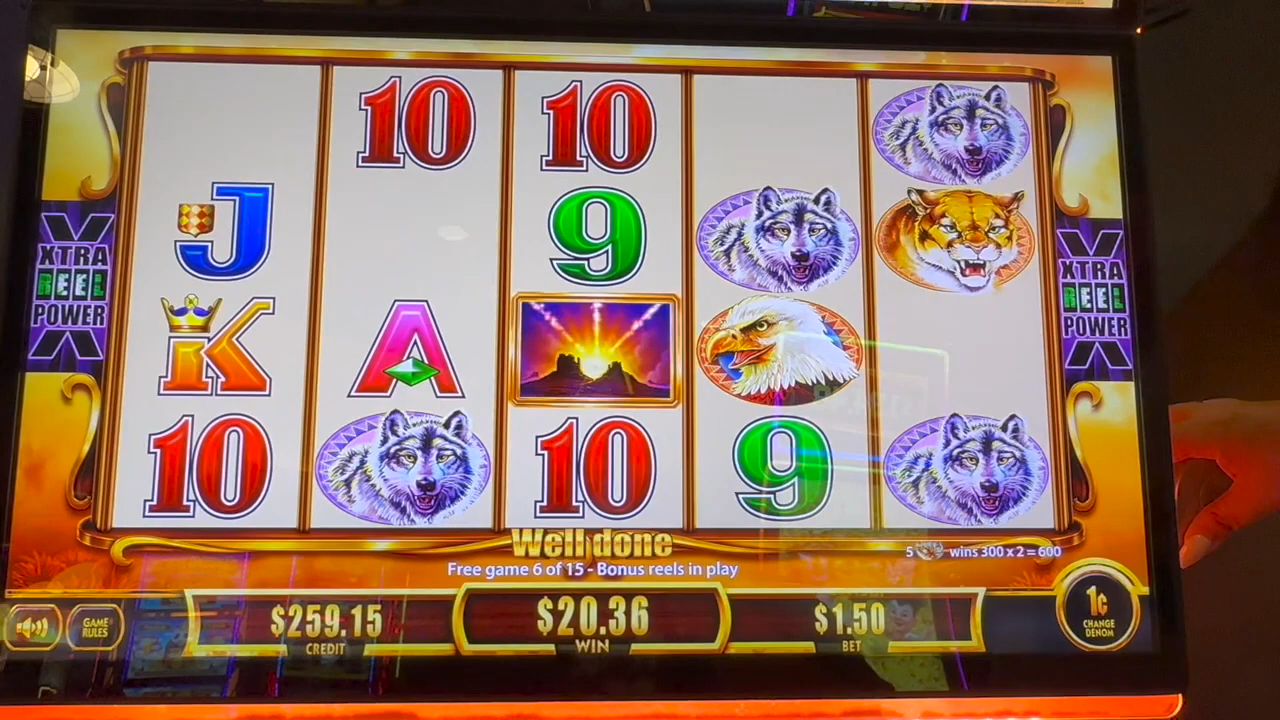 10 10
J 9
XTRA
REEL
POWER
XTRA
REEL
POWER
K A
10 10 9
Well done
5 wins 300 x 2 = 600
Free game 6 of 15 - Bonus reels in play
GAME
RULES
$259.15
CREDIT
$20.36
WIN
$1.50
BET
1¢
CHANGE
DENOM